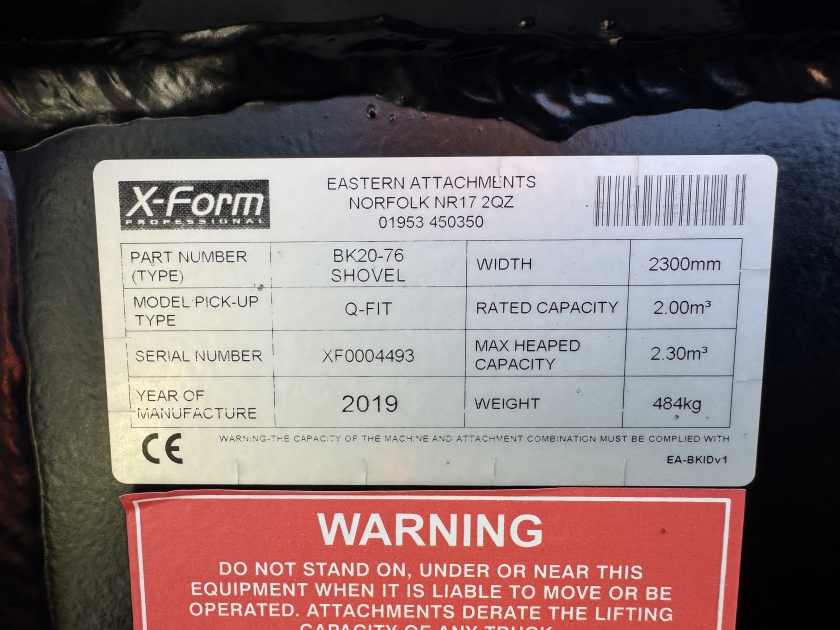 X-Form
PROFESSIONAL
EASTERN ATTACHMENTS
NORFOLK NR17 2QZ
01953 450350
PART NUMBER
(TYPE)
BK20-76
SHOVEL
WIDTH
2300mm
MODEL PICK-UP
TYPE
Q-FIT
RATED CAPACITY
2.00m³
SERIAL NUMBER
XF0004493
MAX HEAPED
CAPACITY
2.30m³
YEAR OF
MANUFACTURE
2019
WEIGHT
484kg
CE
WARNING-THE CAPACITY OF THE MACHINE AND ATTACHMENT COMBINATION MUST BE COMPLIED WITH
EA-BKIDv1
WARNING
DO NOT STAND ON, UNDER OR NEAR THIS
EQUIPMENT WHEN IT IS LIABLE TO MOVE OR BE
OPERATED. ATTACHMENTS DERATE THE LIFTING
CAPACITY OF ANY TRUCK